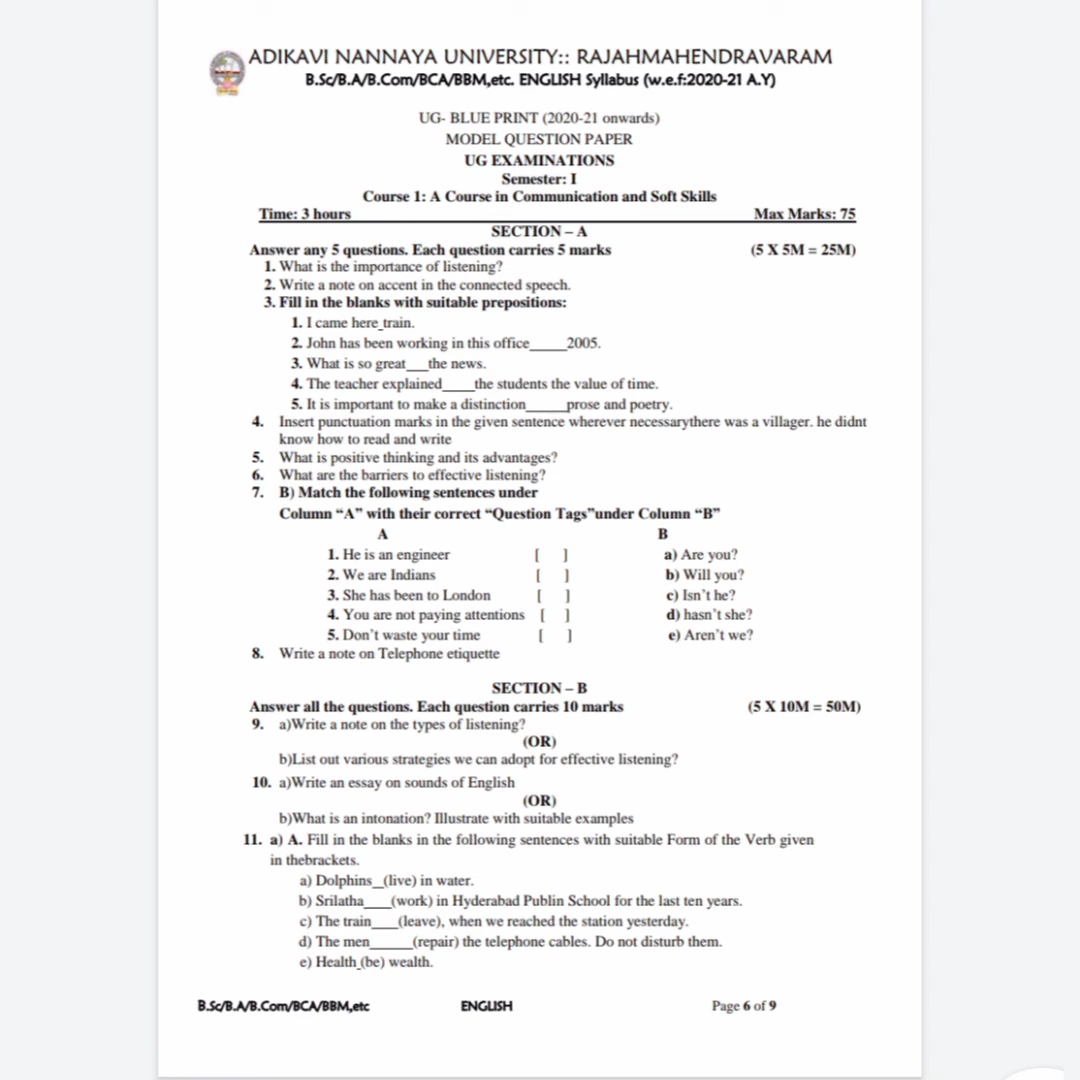 ADIKAVI NANNAYA UNIVERSITY:: RAJAHMAHENDRAVARAM
B.Sc/B.A/B.Com/BCA/BBM,etc. ENGLISH Syllabus (w.e.f:2020-21 A.Y)
UG- BLUE PRINT (2020-21 onwards)
MODEL QUESTION PAPER
UG EXAMINATIONS
Semester: I
Course 1: A Course in Communication and Soft Skills
Time: 3 hours Max Marks: 75
SECTION – A
Answer any 5 questions. Each question carries 5 marks (5 X 5M = 25M)
1. What is the importance of listening?
2. Write a note on accent in the connected speech.
3. Fill in the blanks with suitable prepositions:
1. I came here_train.
2. John has been working in this office_____2005.
3. What is so great___the news.
4. The teacher explained____the students the value of time.
5. It is important to make a distinction_____prose and poetry.
4. Insert punctuation marks in the given sentence wherever necessarythere was a villager. he didnt
know how to read and write
5. What is positive thinking and its advantages?
6. What are the barriers to effective listening?
7. B) Match the following sentences under
Column “A” with their correct “Question Tags”under Column “B”
A B
1. He is an engineer [ ] a) Are you?
2. We are Indians [ ] b) Will you?
3. She has been to London [ ] c) Isn’t he?
4. You are not paying attentions [ ] d) hasn’t she?
5. Don’t waste your time [ ] e) Aren’t we?
8. Write a note on Telephone etiquette
SECTION – B
Answer all the questions. Each question carries 10 marks (5 X 10M = 50M)
9. a)Write a note on the types of listening?
(OR)
b)List out various strategies we can adopt for effective listening?
10. a)Write an essay on sounds of English
(OR)
b)What is an intonation? Illustrate with suitable examples
11. a) A. Fill in the blanks in the following sentences with suitable Form of the Verb given
in thebrackets.
a) Dolphins_(live) in water.
b) Srilatha____(work) in Hyderabad Publin School for the last ten years.
c) The train____(leave), when we reached the station yesterday.
d) The men______(repair) the telephone cables. Do not disturb them.
e) Health_(be) wealth.
B.Sc/B.A/B.Com/BCA/BBM,etc ENGLISH Page 6 of 9